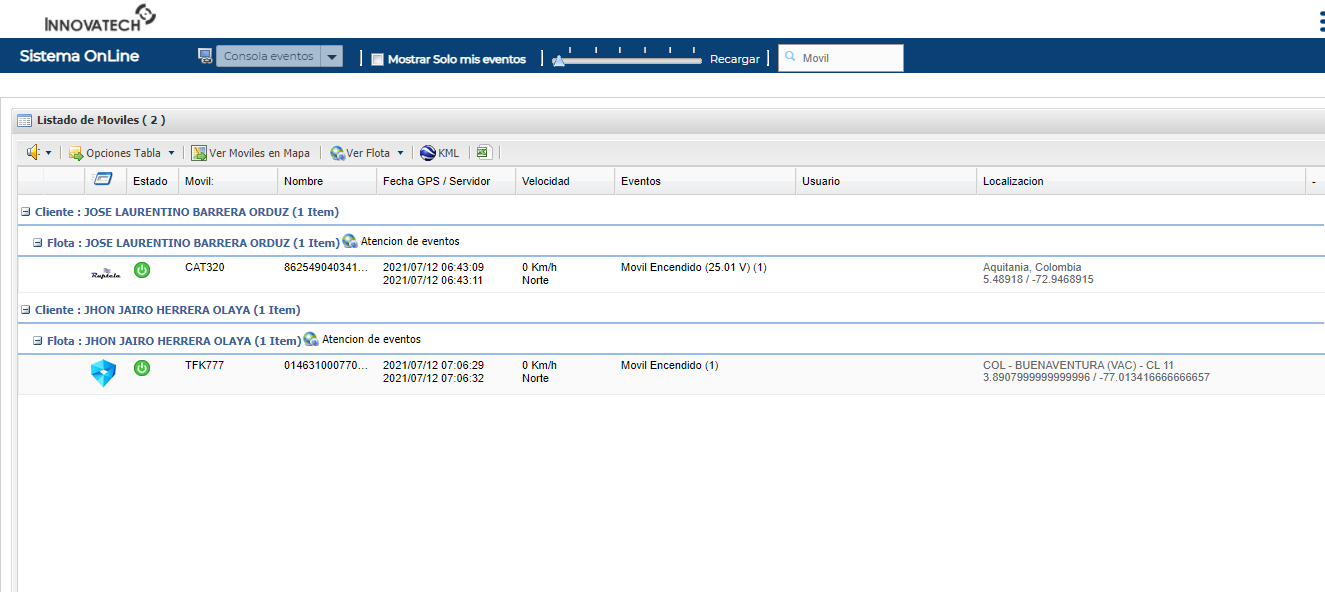 INNOVATECH
Sistema OnLine
Consola eventos
Mostrar Solo mis eventos
Recargar
Movil
Listado de Moviles ( 2 )
Opciones Tabla
Ver Moviles en Mapa
Ver Flota
KML
Estado
Movil:
Nombre
Fecha GPS / Servidor
Velocidad
Eventos
Usuario
Localizacion
-
Cliente : JOSE LAURENTINO BARRERA ORDUZ (1 Item)
Flota : JOSE LAURENTINO BARRERA ORDUZ (1 Item) Atencion de eventos
Ruptela
CAT320
862549040341...
2021/07/12 06:43:09
2021/07/12 06:43:11
0 Km/h
Norte
Movil Encendido (25.01 V) (1)
Aquitania, Colombia
5.48918 / -72.9468915
Cliente : JHON JAIRO HERRERA OLAYA (1 Item)
Flota : JHON JAIRO HERRERA OLAYA (1 Item) Atencion de eventos
TFK777
014631000770...
2021/07/12 07:06:29
2021/07/12 07:06:32
0 Km/h
Norte
Movil Encendido (1)
COL - BUENAVENTURA (VAC) - CL 11
3.8907999999999996 / -77.013416666666657